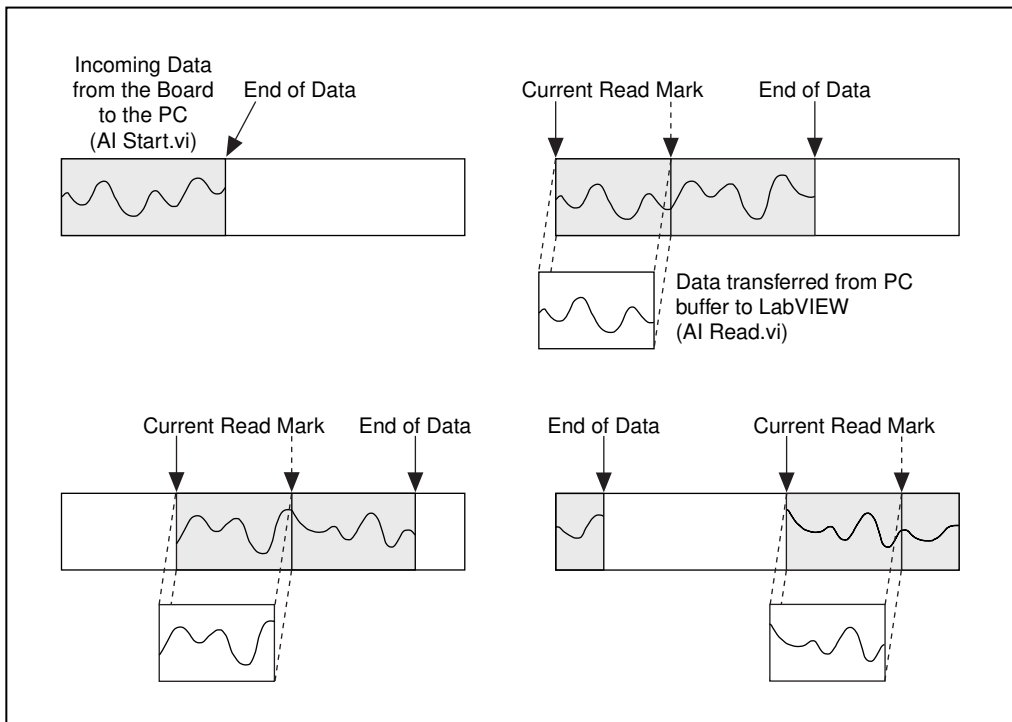 Incoming Data
from the Board
to the PC
(AI Start.vi)
End of Data
Current Read Mark
End of Data
Data transferred from PC
buffer to LabVIEW
(AI Read.vi)
Current Read Mark
End of Data
End of Data
Current Read Mark